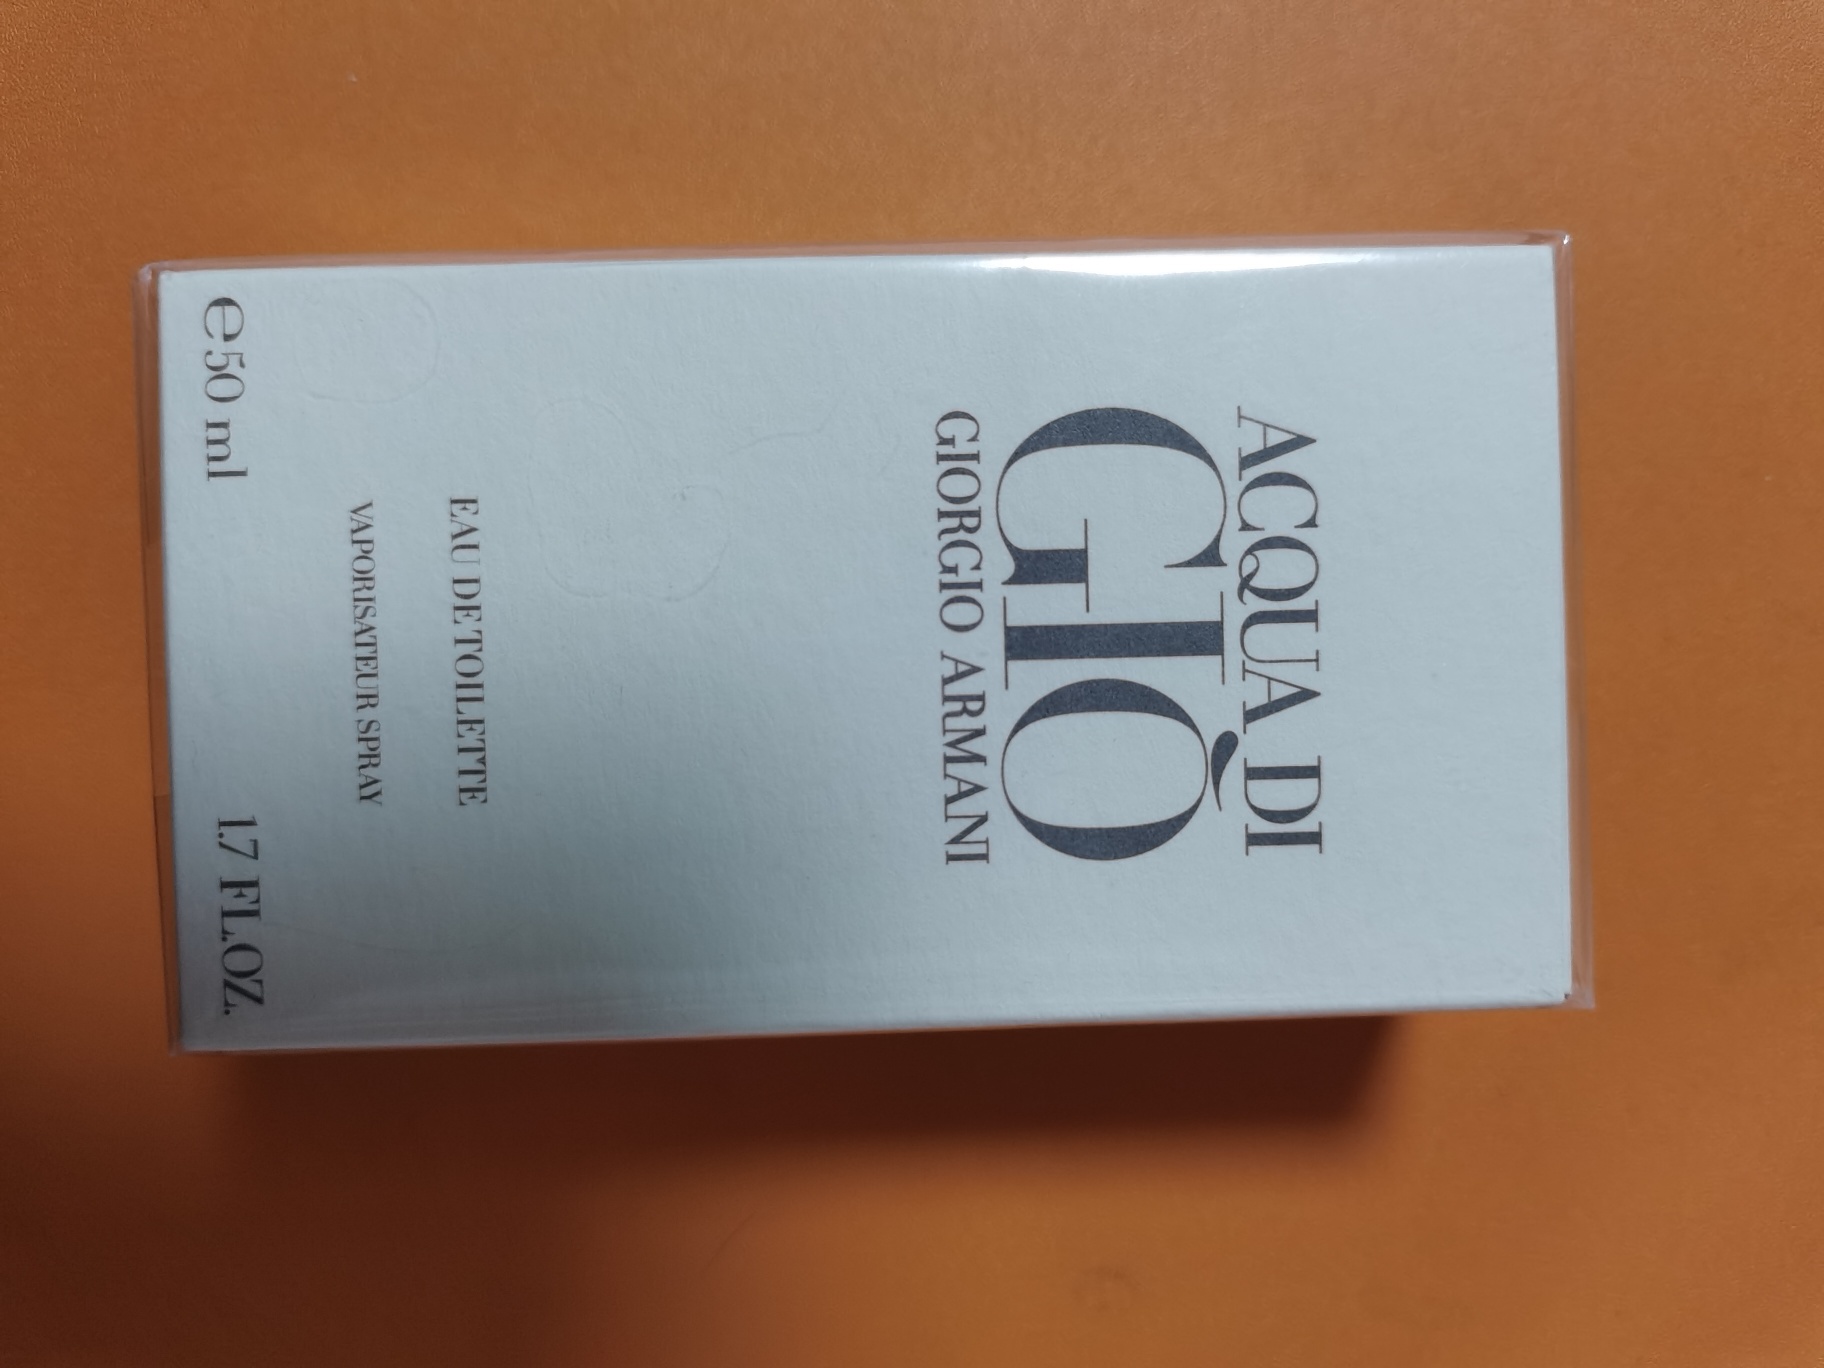 ACQUA DI
GIÒ
GIORGIO ARMANI
EAU DE TOILETTE
VAPORISATEUR SPRAY
e 50 ml 1.7 FL.OZ.